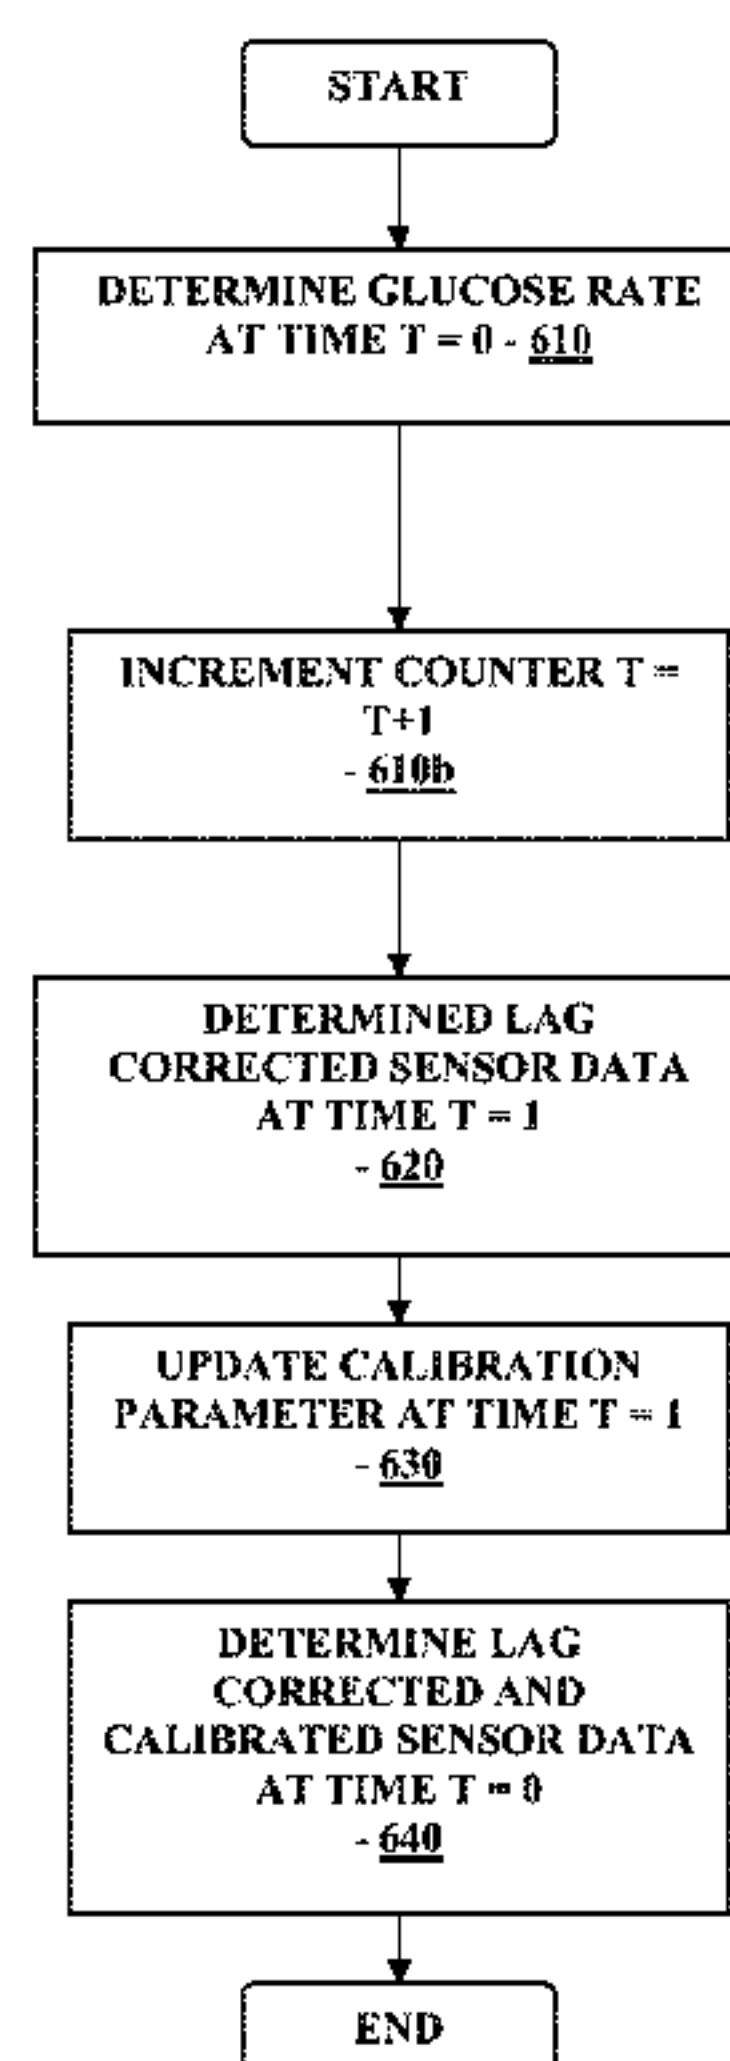 START
DETERMINE GLUCOSE RATE
AT TIME T = 0 - 610
INCREMENT COUNTER T =
T+1
- 610b
DETERMINED LAG
CORRECTED SENSOR DATA
AT TIME T = 1
- 620
UPDATE CALIBRATION
PARAMETER AT TIME T = 1
- 630
DETERMINE LAG
CORRECTED AND
CALIBRATED SENSOR DATA
AT TIME T = 0
- 640
END